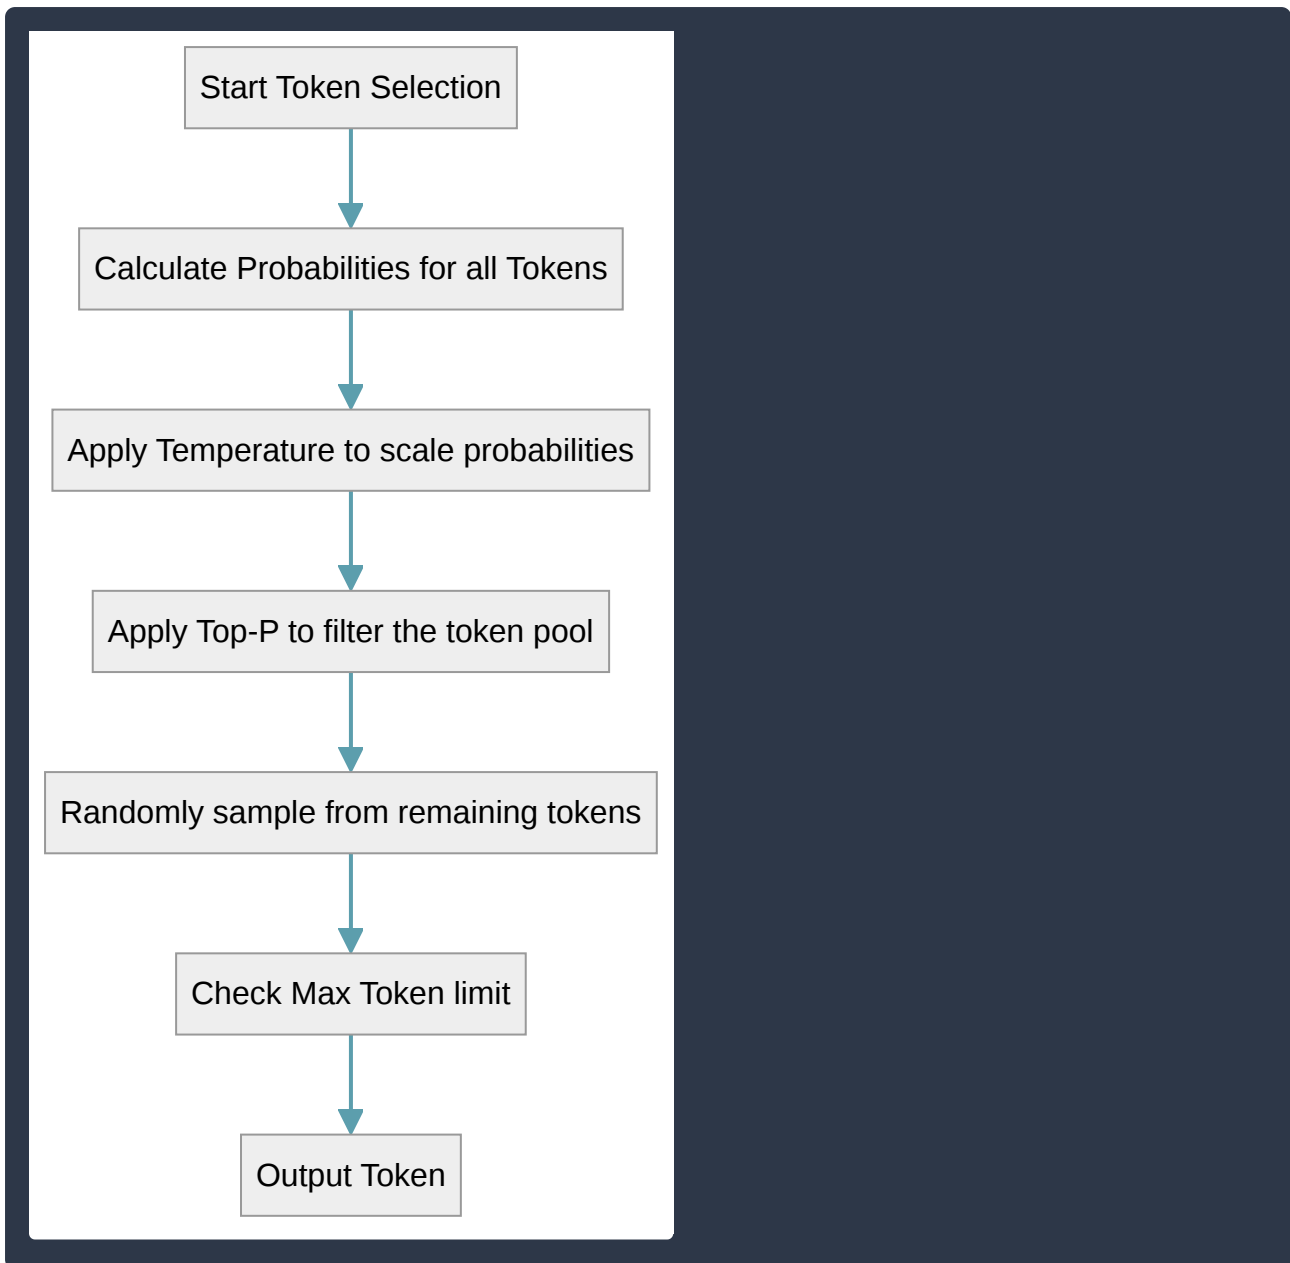 Start Token Selection
Calculate Probabilities for all Tokens
Apply Temperature to scale probabilities
Apply Top-P to filter the token pool
Randomly sample from remaining tokens
Check Max Token limit
Output Token